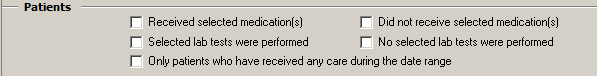 Patients
Received selected medication(s) Did not receive selected medication(s)
Selected lab tests were performed No selected lab tests were performed
Only patients who have received any care during the date range